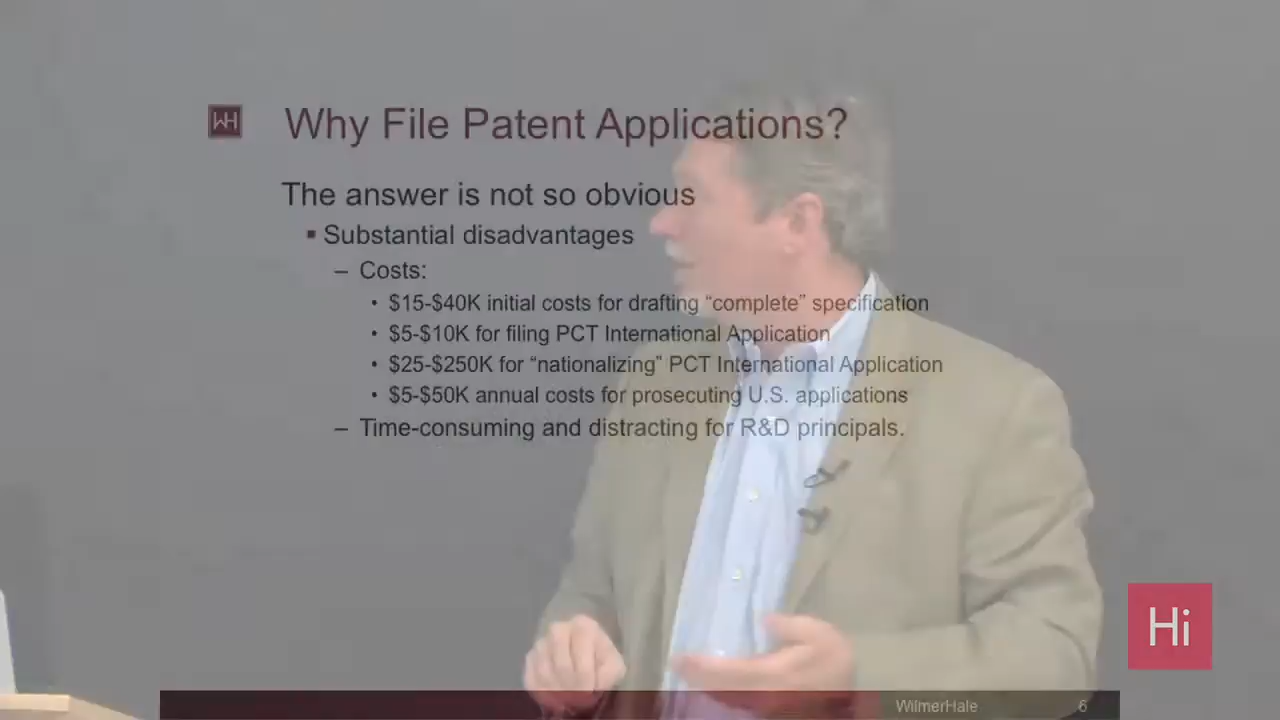 WH
Why File Patent Applications?
The answer is not so obvious
▪ Substantial disadvantages
– Costs:
• $15-$40K initial costs for drafting “complete” specification
• $5-$10K for filing PCT International Application
• $25-$250K for “nationalizing” PCT International Application
• $5-$50K annual costs for prosecuting U.S. applications
– Time-consuming and distracting for R&D principals.
Hi
WilmerHale 6